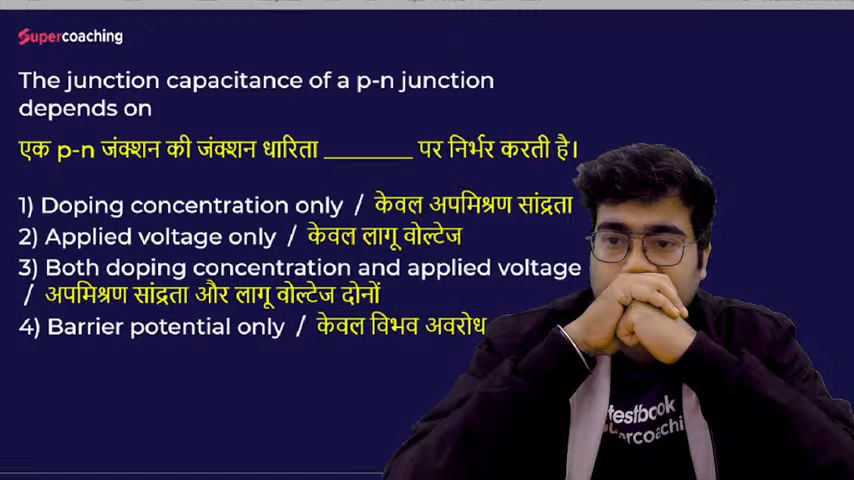 Supercoaching
The junction capacitance of a p-n junction
depends on
एक p-n जंक्शन की जंक्शन धारिता ________ पर निर्भर करती है।
1) Doping concentration only / केवल अपमिश्रण सांद्रता
2) Applied voltage only / केवल लागू वोल्टेज
3) Both doping concentration and applied voltage
/ अपमिश्रण सांद्रता और लागू वोल्टेज दोनों
4) Barrier potential only / केवल विभव अवरोध
testbook